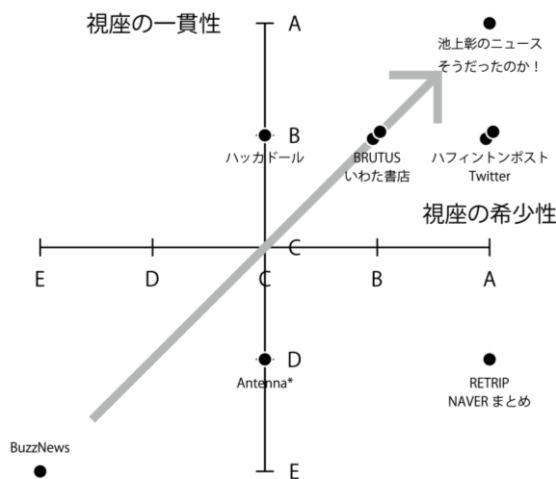 視座の一貫性
A
池上彰のニュース
そうだったのか！
B
ハッカドール
BRUTUS
いわた書店
ハフィントンポスト
Twitter
視座の希少性
C
E
D
C
B
A
D
Antenna*
RETRIP
NAVER まとめ
BuzzNews
E